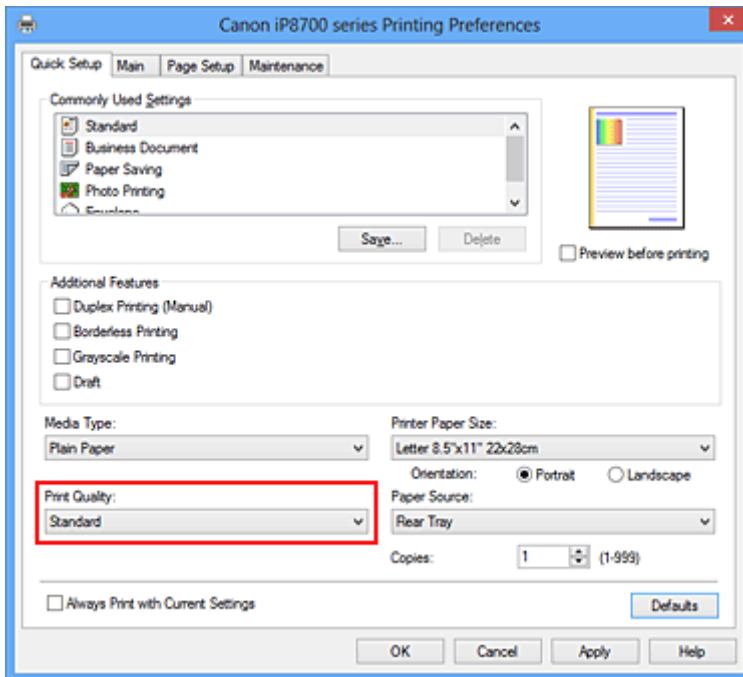 Canon iP8700 series Printing Preferences
Quick Setup Main Page Setup Maintenance
Commonly Used Settings
Standard
Business Document
Paper Saving
Photo Printing
Envelope
Save... Delete
Preview before printing
Additional Features
Duplex Printing (Manual)
Borderless Printing
Grayscale Printing
Draft
Media Type: Printer Paper Size:
Plain Paper Letter 8.5"x11" 22x28cm
Orientation: Portrait Landscape
Print Quality: Paper Source:
Standard Rear Tray
Copies: 1 (1-999)
Always Print with Current Settings Defaults
OK Cancel Apply Help